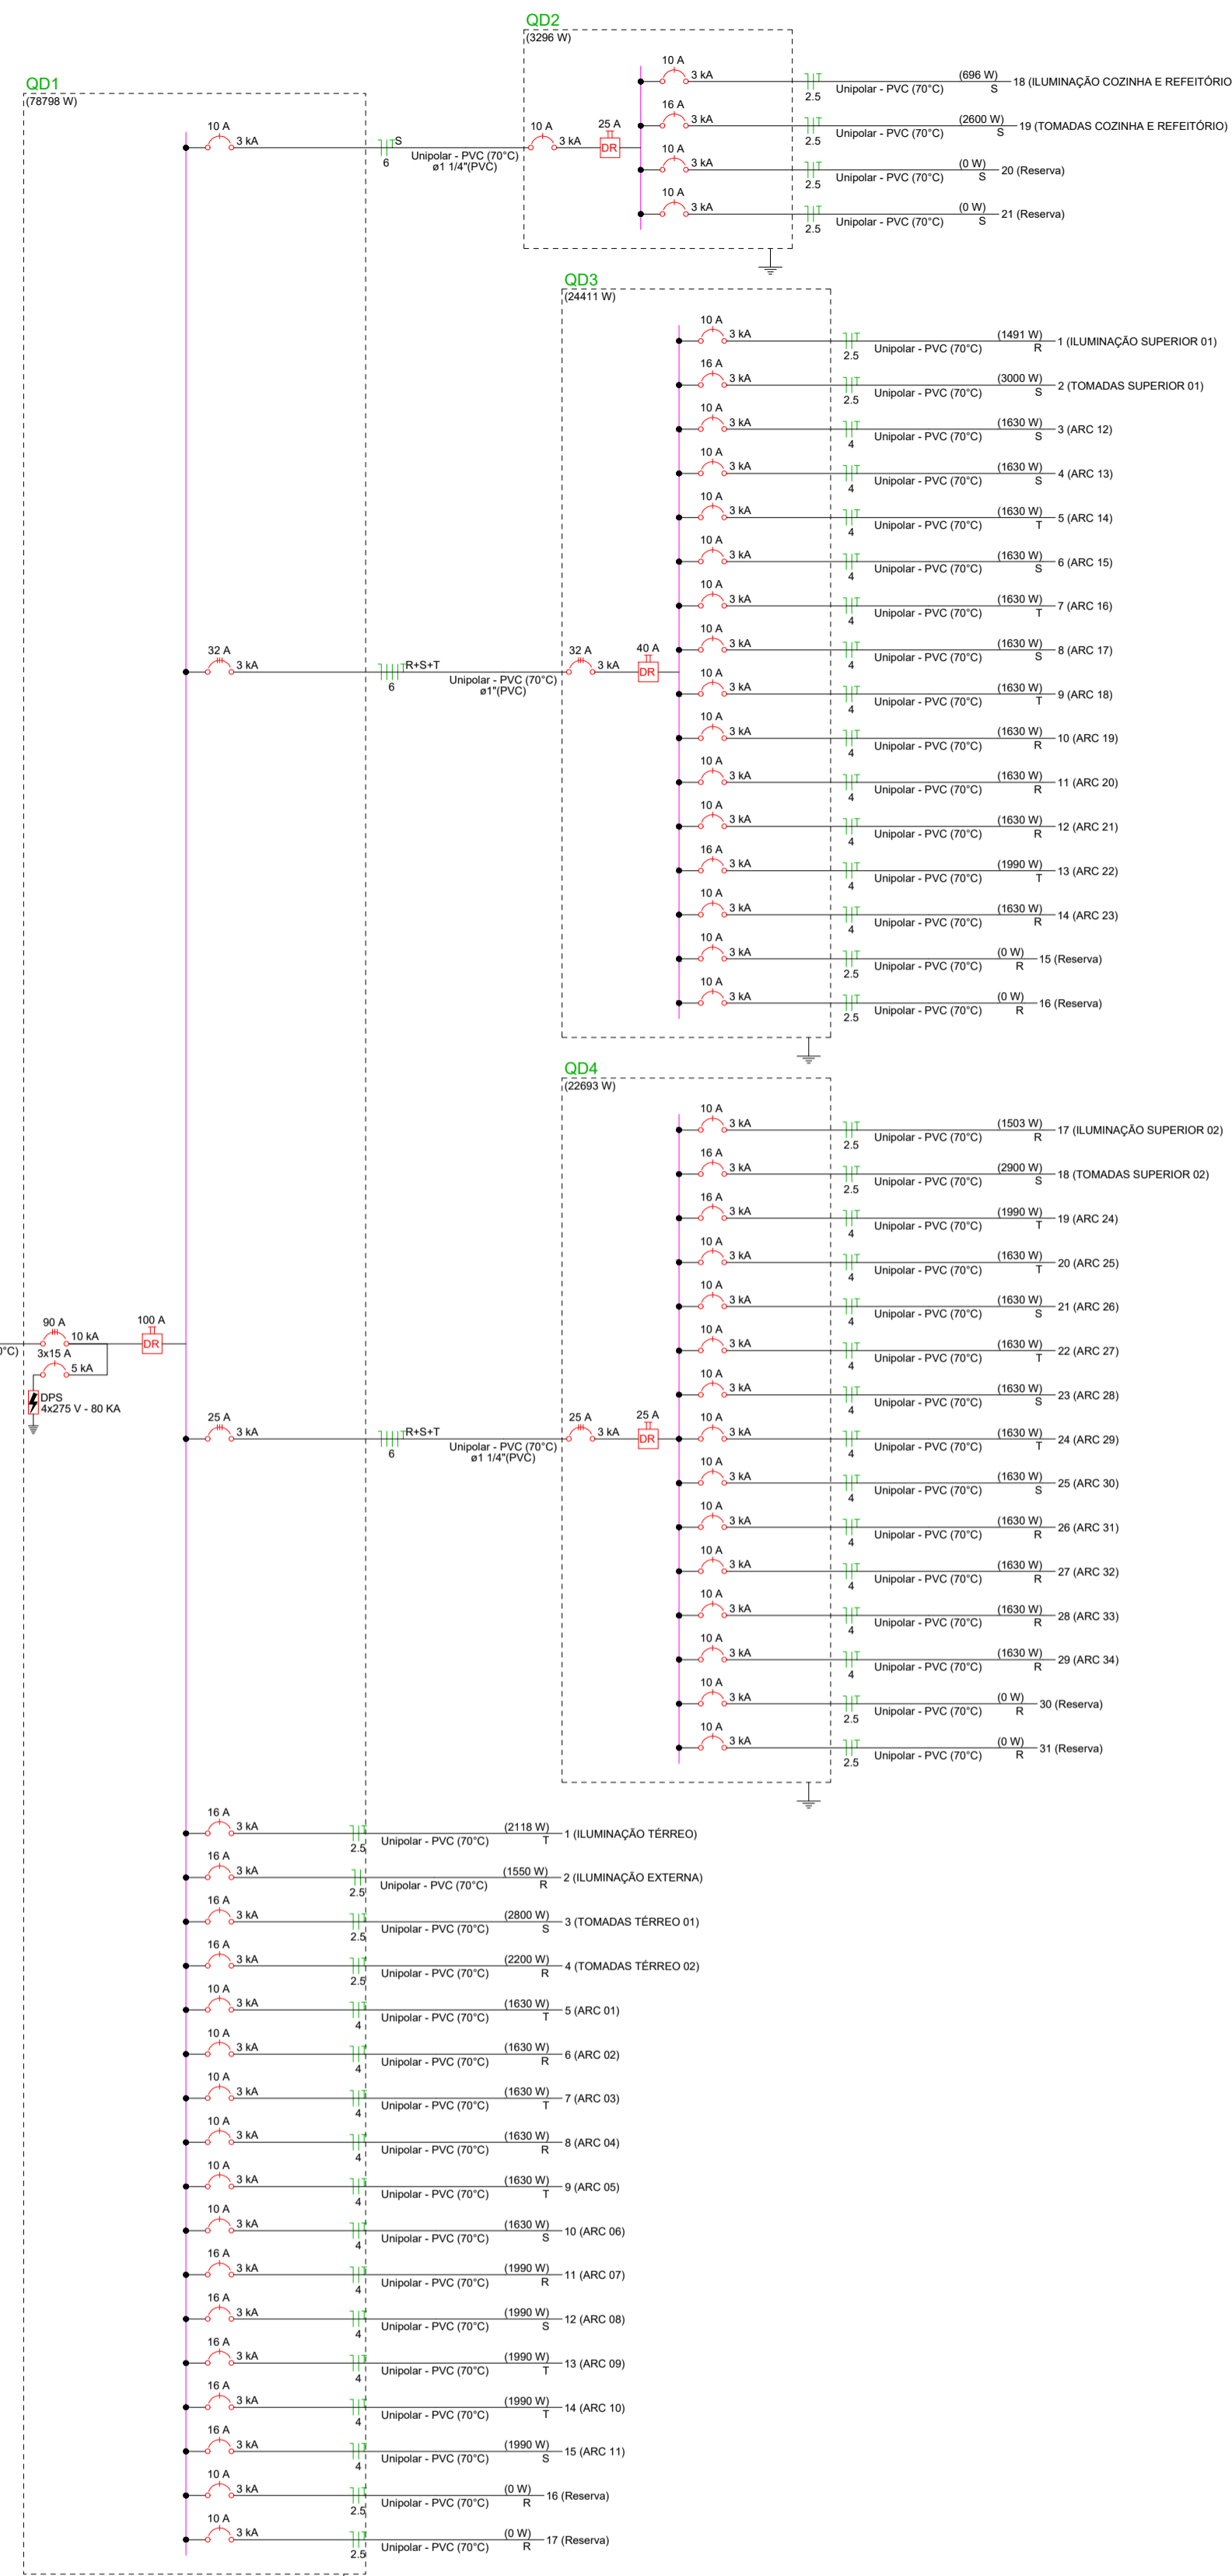 QD2
(3296 W)
10 A
3 kA
2.5
Unipolar - PVC (70°C)
(696 W)
S
18 (ILUMINAÇÃO COZINHA E REFEITÓRIO
16 A
3 kA
2.5
Unipolar - PVC (70°C)
(2600 W)
S
19 (TOMADAS COZINHA E REFEITÓRIO)
10 A
3 kA
2.5
Unipolar - PVC (70°C)
(0 W)
S
20 (Reserva)
10 A
3 kA
2.5
Unipolar - PVC (70°C)
(0 W)
S
21 (Reserva)
QD1
(78798 W)
10 A
3 kA
S
6
Unipolar - PVC (70°C)
ø1 1/4"(PVC)
10 A
3 kA
25 A
DR
QD3
(24411 W)
10 A
3 kA
2.5
Unipolar - PVC (70°C)
(1491 W)
R
1 (ILUMINAÇÃO SUPERIOR 01)
16 A
3 kA
2.5
Unipolar - PVC (70°C)
(3000 W)
S
2 (TOMADAS SUPERIOR 01)
10 A
3 kA
4
Unipolar - PVC (70°C)
(1630 W)
S
3 (ARC 12)
10 A
3 kA
4
Unipolar - PVC (70°C)
(1630 W)
S
4 (ARC 13)
10 A
3 kA
4
Unipolar - PVC (70°C)
(1630 W)
T
5 (ARC 14)
10 A
3 kA
4
Unipolar - PVC (70°C)
(1630 W)
S
6 (ARC 15)
10 A
3 kA
4
Unipolar - PVC (70°C)
(1630 W)
T
7 (ARC 16)
10 A
3 kA
4
Unipolar - PVC (70°C)
(1630 W)
S
8 (ARC 17)
32 A
3 kA
R+S+T
6
Unipolar - PVC (70°C)
ø1"(PVC)
32 A
3 kA
40 A
DR
10 A
3 kA
4
Unipolar - PVC (70°C)
(1630 W)
T
9 (ARC 18)
10 A
3 kA
4
Unipolar - PVC (70°C)
(1630 W)
R
10 (ARC 19)
10 A
3 kA
4
Unipolar - PVC (70°C)
(1630 W)
R
11 (ARC 20)
10 A
3 kA
4
Unipolar - PVC (70°C)
(1630 W)
R
12 (ARC 21)
16 A
3 kA
4
Unipolar - PVC (70°C)
(1990 W)
T
13 (ARC 22)
10 A
3 kA
4
Unipolar - PVC (70°C)
(1630 W)
R
14 (ARC 23)
10 A
3 kA
2.5
Unipolar - PVC (70°C)
(0 W)
R
15 (Reserva)
10 A
3 kA
2.5
Unipolar - PVC (70°C)
(0 W)
R
16 (Reserva)
QD4
(22693 W)
10 A
3 kA
2.5
Unipolar - PVC (70°C)
(1503 W)
R
17 (ILUMINAÇÃO SUPERIOR 02)
16 A
3 kA
2.5
Unipolar - PVC (70°C)
(2900 W)
S
18 (TOMADAS SUPERIOR 02)
16 A
3 kA
4
Unipolar - PVC (70°C)
(1990 W)
T
19 (ARC 24)
10 A
3 kA
4
Unipolar - PVC (70°C)
(1630 W)
T
20 (ARC 25)
10 A
3 kA
4
Unipolar - PVC (70°C)
(1630 W)
S
21 (ARC 26)
10 A
3 kA
4
Unipolar - PVC (70°C)
(1630 W)
T
22 (ARC 27)
10 A
3 kA
4
Unipolar - PVC (70°C)
(1630 W)
S
23 (ARC 28)
0°C)
90 A
10 kA
3x15 A
5 kA
DPS
4x275 V - 80 KA
100 A
DR
25 A
3 kA
R+S+T
6
Unipolar - PVC (70°C)
ø1 1/4"(PVC)
25 A
3 kA
25 A
DR
10 A
3 kA
4
Unipolar - PVC (70°C)
(1630 W)
T
24 (ARC 29)
10 A
3 kA
4
Unipolar - PVC (70°C)
(1630 W)
S
25 (ARC 30)
10 A
3 kA
4
Unipolar - PVC (70°C)
(1630 W)
R
26 (ARC 31)
10 A
3 kA
4
Unipolar - PVC (70°C)
(1630 W)
R
27 (ARC 32)
10 A
3 kA
4
Unipolar - PVC (70°C)
(1630 W)
R
28 (ARC 33)
10 A
3 kA
4
Unipolar - PVC (70°C)
(1630 W)
R
29 (ARC 34)
10 A
3 kA
2.5
Unipolar - PVC (70°C)
(0 W)
R
30 (Reserva)
10 A
3 kA
2.5
Unipolar - PVC (70°C)
(0 W)
R
31 (Reserva)
16 A
3 kA
2.5
Unipolar - PVC (70°C)
(2118 W)
T
1 (ILUMINAÇÃO TÉRREO)
16 A
3 kA
2.5
Unipolar - PVC (70°C)
(1550 W)
R
2 (ILUMINAÇÃO EXTERNA)
16 A
3 kA
2.5
Unipolar - PVC (70°C)
(2800 W)
S
3 (TOMADAS TÉRREO 01)
16 A
3 kA
2.5
Unipolar - PVC (70°C)
(2200 W)
R
4 (TOMADAS TÉRREO 02)
10 A
3 kA
4
Unipolar - PVC (70°C)
(1630 W)
T
5 (ARC 01)
10 A
3 kA
4
Unipolar - PVC (70°C)
(1630 W)
R
6 (ARC 02)
10 A
3 kA
4
Unipolar - PVC (70°C)
(1630 W)
T
7 (ARC 03)
10 A
3 kA
4
Unipolar - PVC (70°C)
(1630 W)
R
8 (ARC 04)
10 A
3 kA
4
Unipolar - PVC (70°C)
(1630 W)
T
9 (ARC 05)
10 A
3 kA
4
Unipolar - PVC (70°C)
(1630 W)
S
10 (ARC 06)
16 A
3 kA
4
Unipolar - PVC (70°C)
(1990 W)
R
11 (ARC 07)
16 A
3 kA
4
Unipolar - PVC (70°C)
(1990 W)
S
12 (ARC 08)
16 A
3 kA
4
Unipolar - PVC (70°C)
(1990 W)
T
13 (ARC 09)
16 A
3 kA
4
Unipolar - PVC (70°C)
(1990 W)
T
14 (ARC 10)
16 A
3 kA
4
Unipolar - PVC (70°C)
(1990 W)
S
15 (ARC 11)
10 A
3 kA
2.5
Unipolar - PVC (70°C)
(0 W)
R
16 (Reserva)
10 A
3 kA
2.5
Unipolar - PVC (70°C)
(0 W)
R
17 (Reserva)